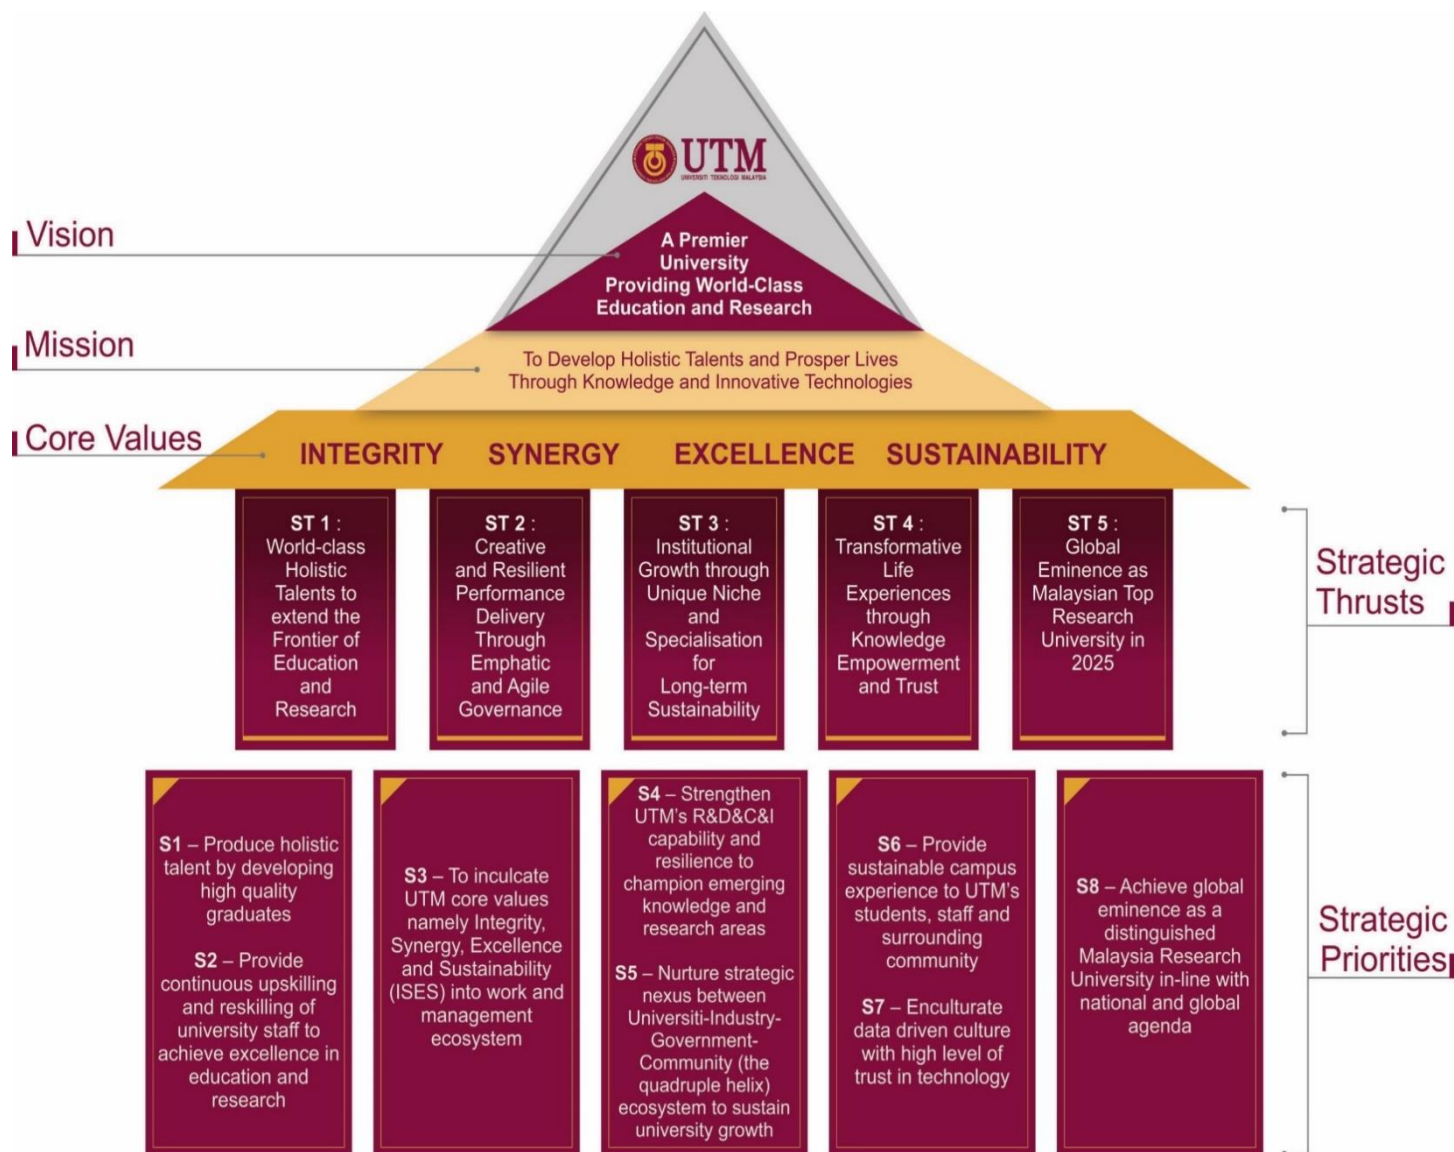 UTM
UNIVERSITI TEKNOLOGI MALAYSIA
Vision
A Premier
University
Providing World-Class
Education and Research
Mission
To Develop Holistic Talents and Prosper Lives
Through Knowledge and Innovative Technologies
Core Values
INTEGRITY SYNERGY EXCELLENCE SUSTAINABILITY
ST 1 :
World-class
Holistic
Talents to
extend the
Frontier of
Education
and
Research
ST 2 :
Creative
and Resilient
Performance
Delivery
Through
Emphatic
and Agile
Governance
ST 3 :
Institutional
Growth through
Unique Niche
and
Specialisation
for
Long-term
Sustainability
ST 4 :
Transformative
Life
Experiences
through
Knowledge
Empowerment
and Trust
ST 5 :
Global
Eminence as
Malaysian Top
Research
University in
2025
Strategic
Thrusts
S1 – Produce holistic
talent by developing
high quality
graduates
S2 – Provide
continuous upskilling
and reskilling of
university staff to
achieve excellence in
education and
research
S3 – To inculcate
UTM core values
namely Integrity,
Synergy, Excellence
and Sustainability
(ISES) into work and
management
ecosystem
S4 – Strengthen
UTM's R&D&C&I
capability and
resilience to
champion emerging
knowledge and
research areas
S5 – Nurture strategic
nexus between
Universiti-Industry-
Government-
Community (the
quadruple helix)
ecosystem to sustain
university growth
S6 – Provide
sustainable campus
experience to UTM's
students, staff and
surrounding
community
S7 – Enculturate
data driven culture
with high level of
trust in technology
S8 – Achieve global
eminence as a
distinguished
Malaysia Research
University in-line with
national and global
agenda
Strategic
Priorities